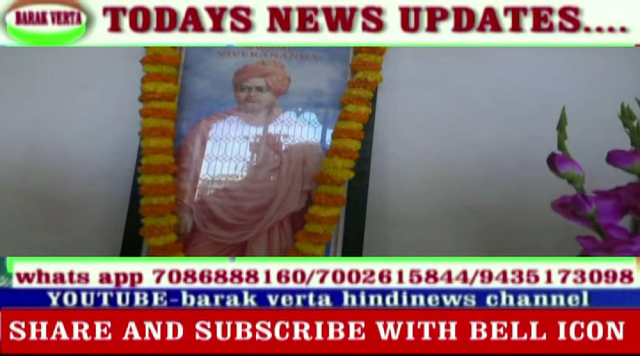 BARAK VERTA
TODAYS NEWS UPDATES....
VIVEKANANDA
whats app 7086888160/7002615844/9435173098
YOUTUBE-barak verta hindinews channel
SHARE AND SUBSCRIBE WITH BELL ICON